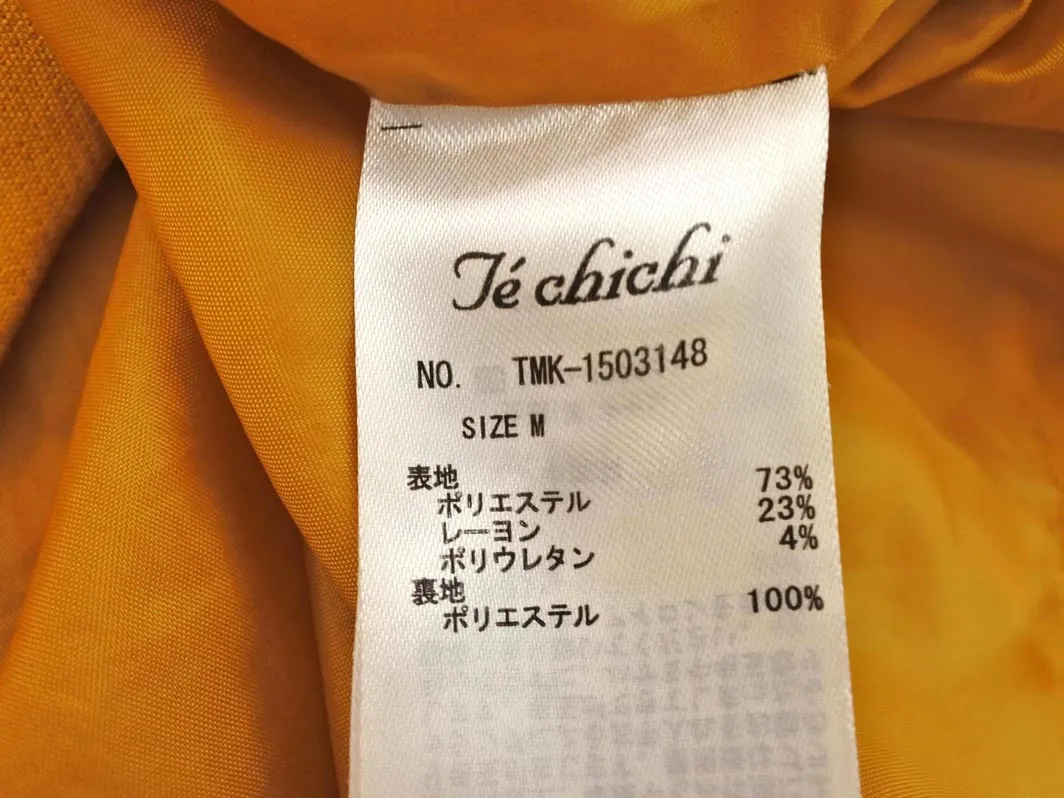 Té chichi
NO. TMK-1503148
SIZE M
表地
ポリエステル 73%
レーヨン 23%
ポリウレタン 4%
裏地
ポリエステル 100%